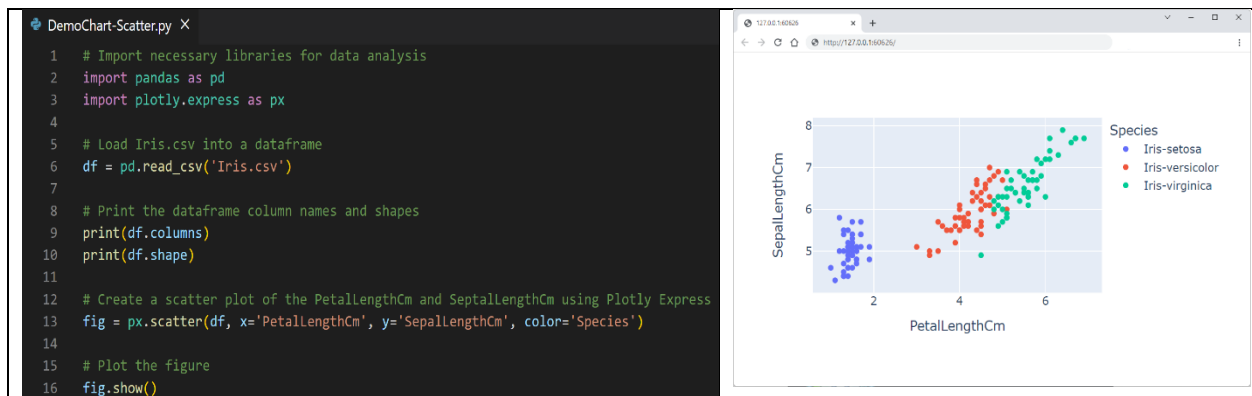 DemoChart-Scatter.py ×
1 # Import necessary libraries for data analysis
2 import pandas as pd
3 import plotly.express as px
4
5 # Load Iris.csv into a dataframe
6 df = pd.read_csv('Iris.csv')
7
8 # Print the dataframe column names and shapes
9 print(df.columns)
10 print(df.shape)
11
12 # Create a scatter plot of the PetalLengthCm and SeptalLengthCm using Plotly Express
13 fig = px.scatter(df, x='PetalLengthCm', y='SepalLengthCm', color='Species')
14
15 # Plot the figure
16 fig.show()
127.0.0.1:60626
http://127.0.0.1:60626/
Species
Iris-setosa
Iris-versicolor
Iris-virginica
SepalLengthCm
8
7
6
5
2 4 6
PetalLengthCm